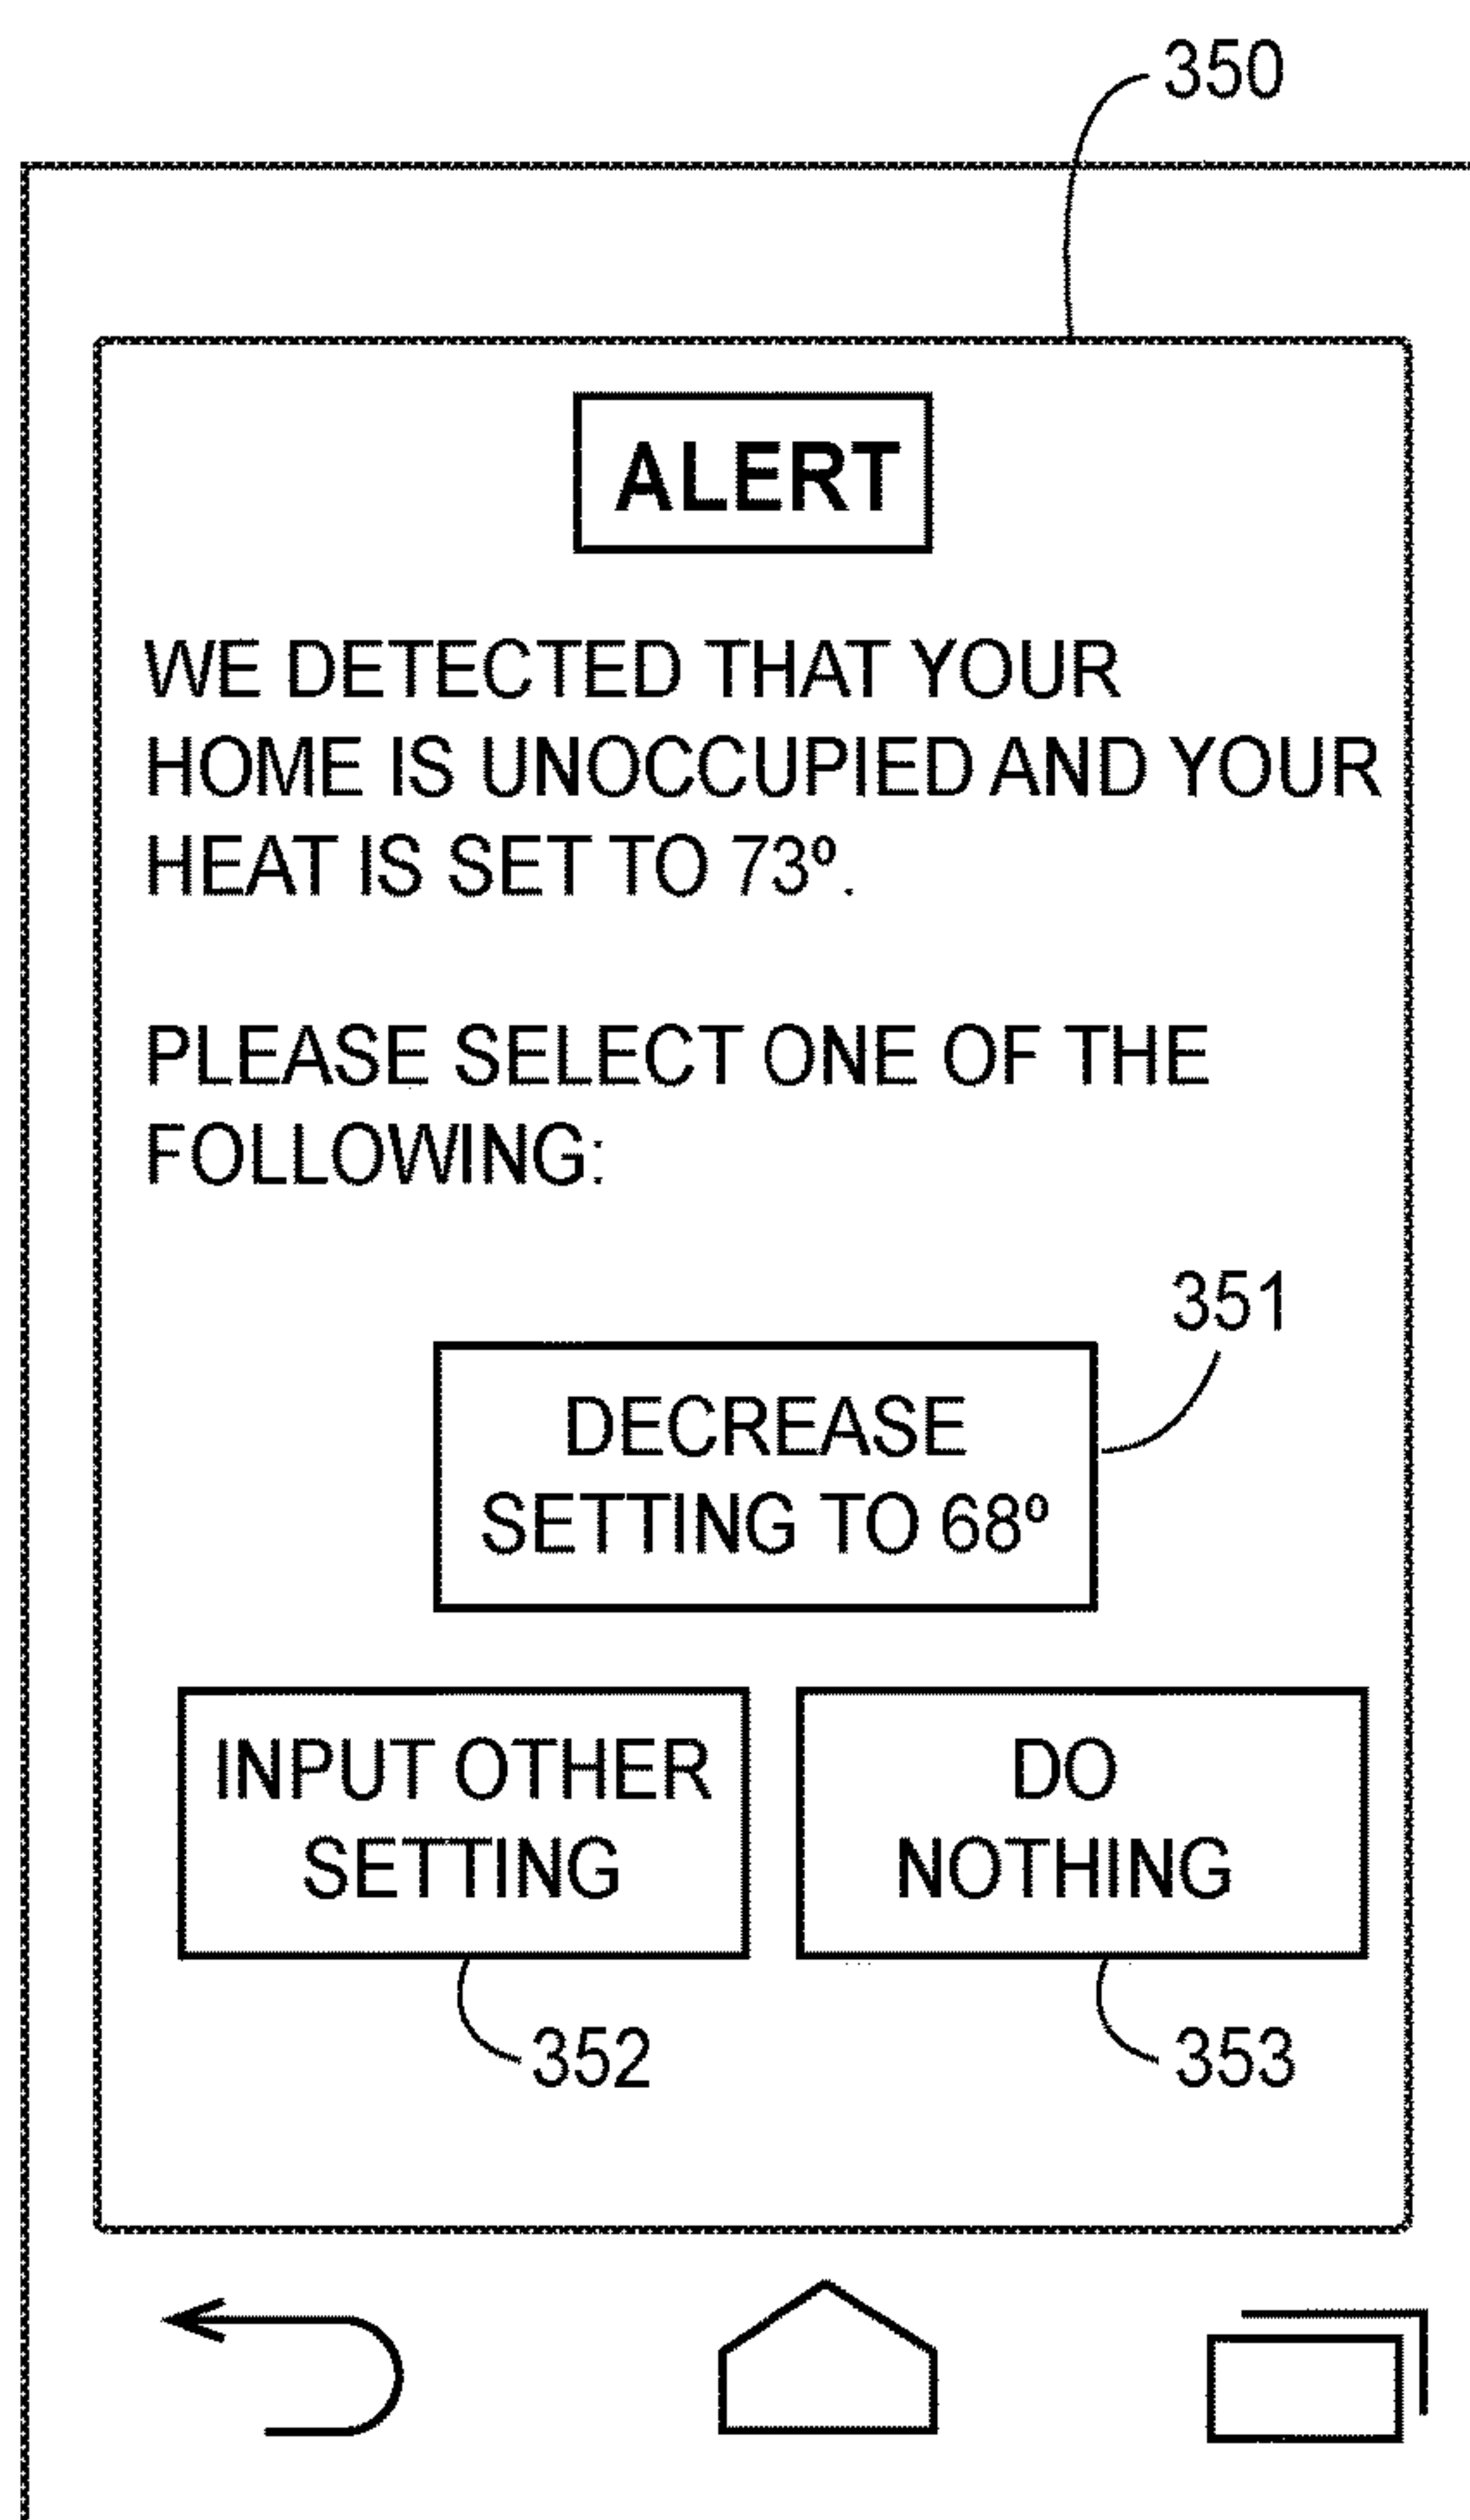 350
ALERT
WE DETECTED THAT YOUR
HOME IS UNOCCUPIED AND YOUR
HEAT IS SET TO 73º.
PLEASE SELECT ONE OF THE
FOLLOWING:
351
DECREASE
SETTING TO 68º
INPUT OTHER
SETTING
DO
NOTHING
352
353